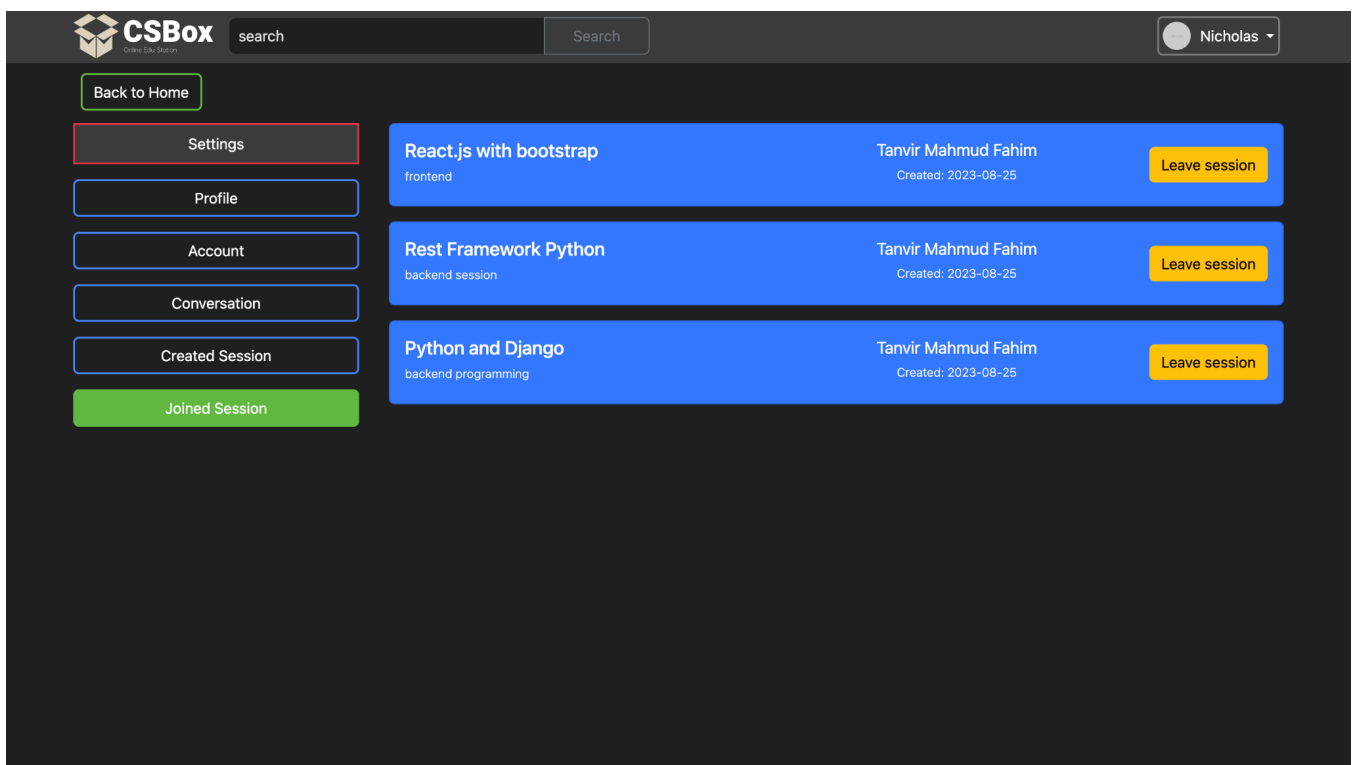 CSBox
Online Edu Station
search
Search
Nicholas
Back to Home
Settings
Profile
Account
Conversation
Created Session
Joined Session
React.js with bootstrap
frontend
Tanvir Mahmud Fahim
Created: 2023-08-25
Leave session
Rest Framework Python
backend session
Tanvir Mahmud Fahim
Created: 2023-08-25
Leave session
Python and Django
backend programming
Tanvir Mahmud Fahim
Created: 2023-08-25
Leave session